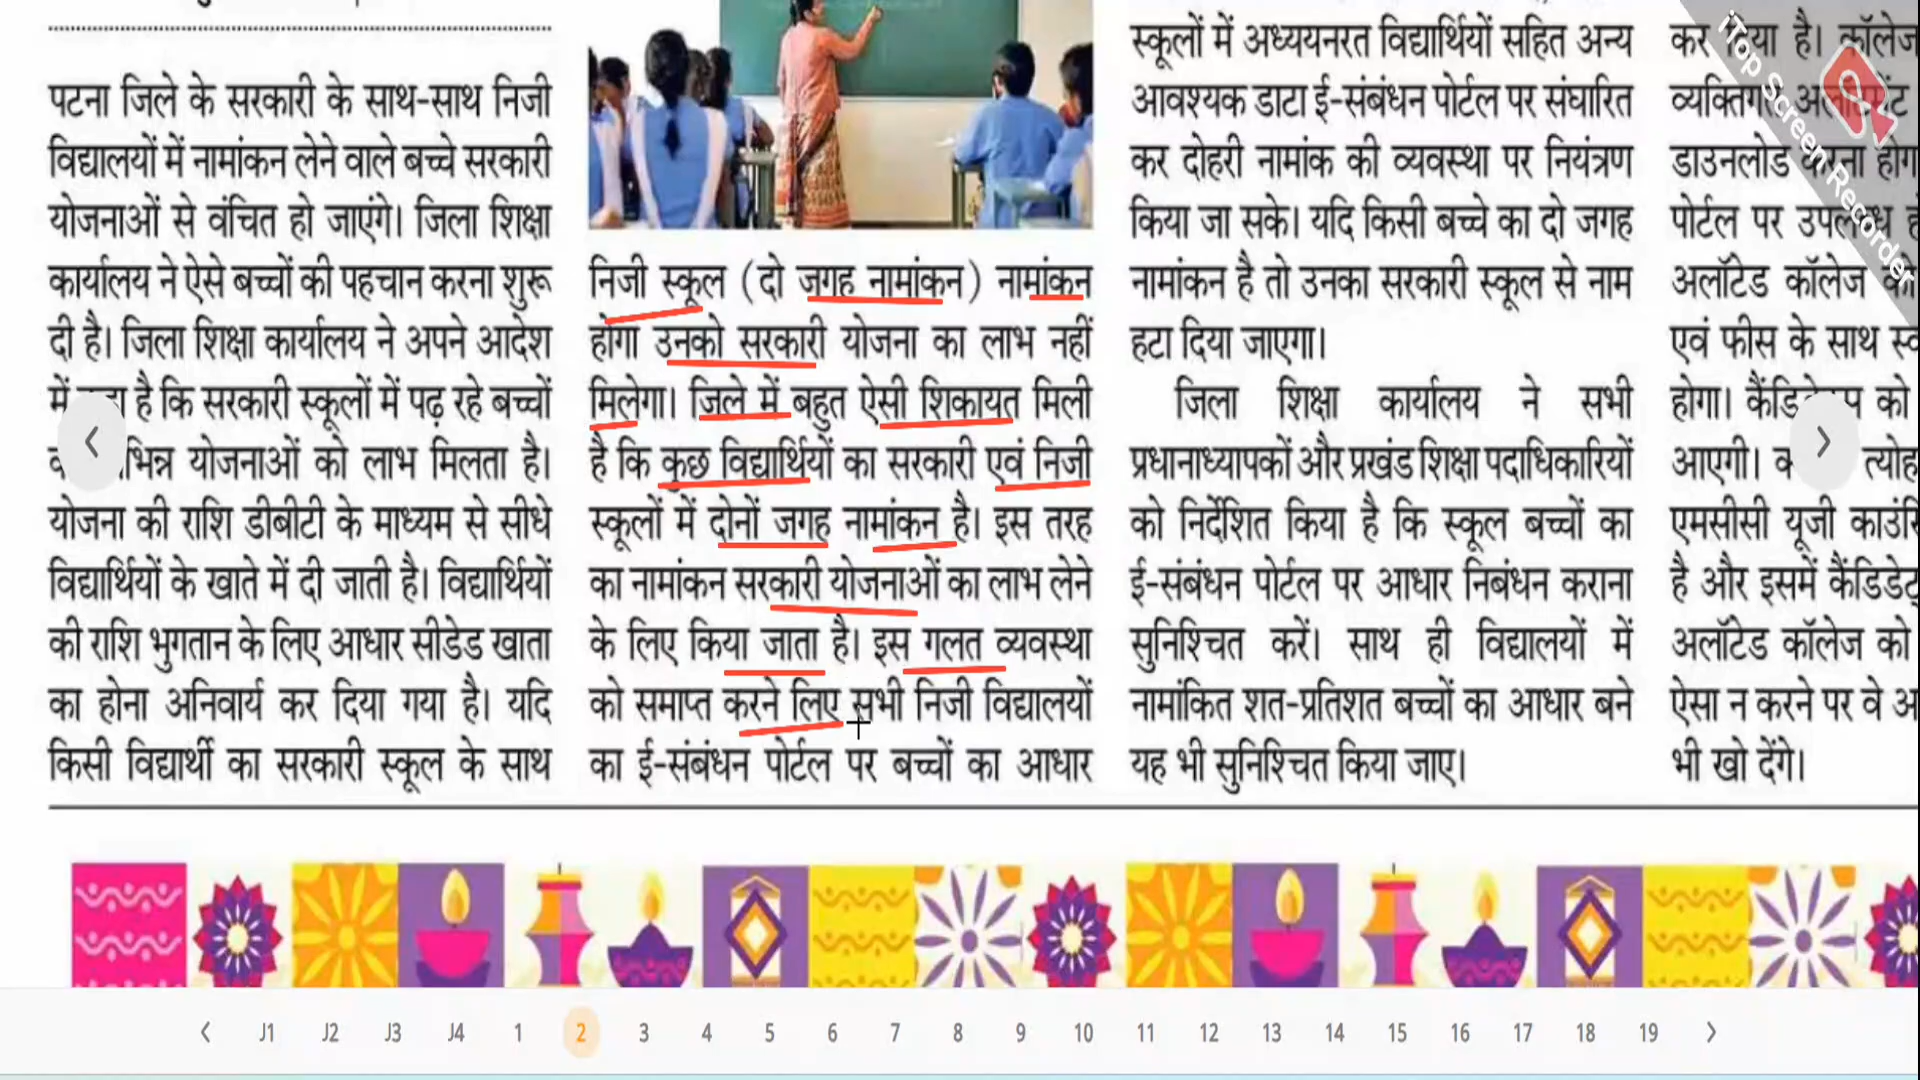 पटना जिले के सरकारी के साथ-साथ निजी
विद्यालयों में नामांकन लेने वाले बच्चे सरकारी
योजनाओं से वंचित हो जाएंगे। जिला शिक्षा
कार्यालय ने ऐसे बच्चों की पहचान करना शुरू
दी है। जिला शिक्षा कार्यालय ने अपने आदेश
में है कि सरकारी स्कूलों में पढ़ रहे बच्चों
योजनाओं को लाभ मिलता है।
योजना की राशि डीबीटी के माध्यम से सीधे
विद्यार्थियों के खाते में दी जाती है। विद्यार्थियों
की राशि भुगतान के लिए आधार सीडेड खाता
का होना अनिवार्य कर दिया गया है। यदि
किसी विद्यार्थी का सरकारी स्कूल के साथ
निजी स्कूल (दो जगह नामांकन) नामांकन
होगा उनको सरकारी योजना का लाभ नहीं
मिलेगा। जिले में बहुत ऐसी शिकायत मिली
है कि कुछ विद्यार्थियों का सरकारी एवं निजी
स्कूलों में दोनों जगह नामांकन है। इस तरह
का नामांकन सरकारी योजनाओं का लाभ लेने
के लिए किया जाता है। इस गलत व्यवस्था
को समाप्त करने लिए सभी निजी विद्यालयों
का ई-संबंधन पोर्टल पर बच्चों का आधार
स्कूलों में अध्ययनरत विद्यार्थियों सहित अन्य
आवश्यक डाटा ई-संबंधन पोर्टल पर संघारित
कर दोहरी नामांक की व्यवस्था पर नियंत्रण
किया जा सके। यदि किसी बच्चे का दो जगह
नामांकन है तो उनका सरकारी स्कूल से नाम
हटा दिया जाएगा।
जिला शिक्षा कार्यालय ने सभी
प्रधानाध्यापकों और प्रखंड शिक्षा पदाधिकारियों
को निर्देशित किया है कि स्कूल बच्चों का
ई-संबंधन पोर्टल पर आधार निबंधन कराना
सुनिश्चित करें। साथ ही विद्यालयों में
नामांकित शत-प्रतिशत बच्चों का आधार बने
यह भी सुनिश्चित किया जाए।
कर दिया है। कॉलेज
डाउनलोड करना
पोर्टल पर उपलब्ध
अलॉटेड कॉलेज को
एवं फीस के साथ
होगा। को
आएगी।
एमसीसी यूजी
है और इसमें
अलॉटेड कॉलेज को
ऐसा न करने पर वे
भी खो देंगे।
iTop Screen Recorder
J1 J2 J3 J4 1 2 3 4 5 6 7 8 9 10 11 12 13 14 15 16 17 18 19